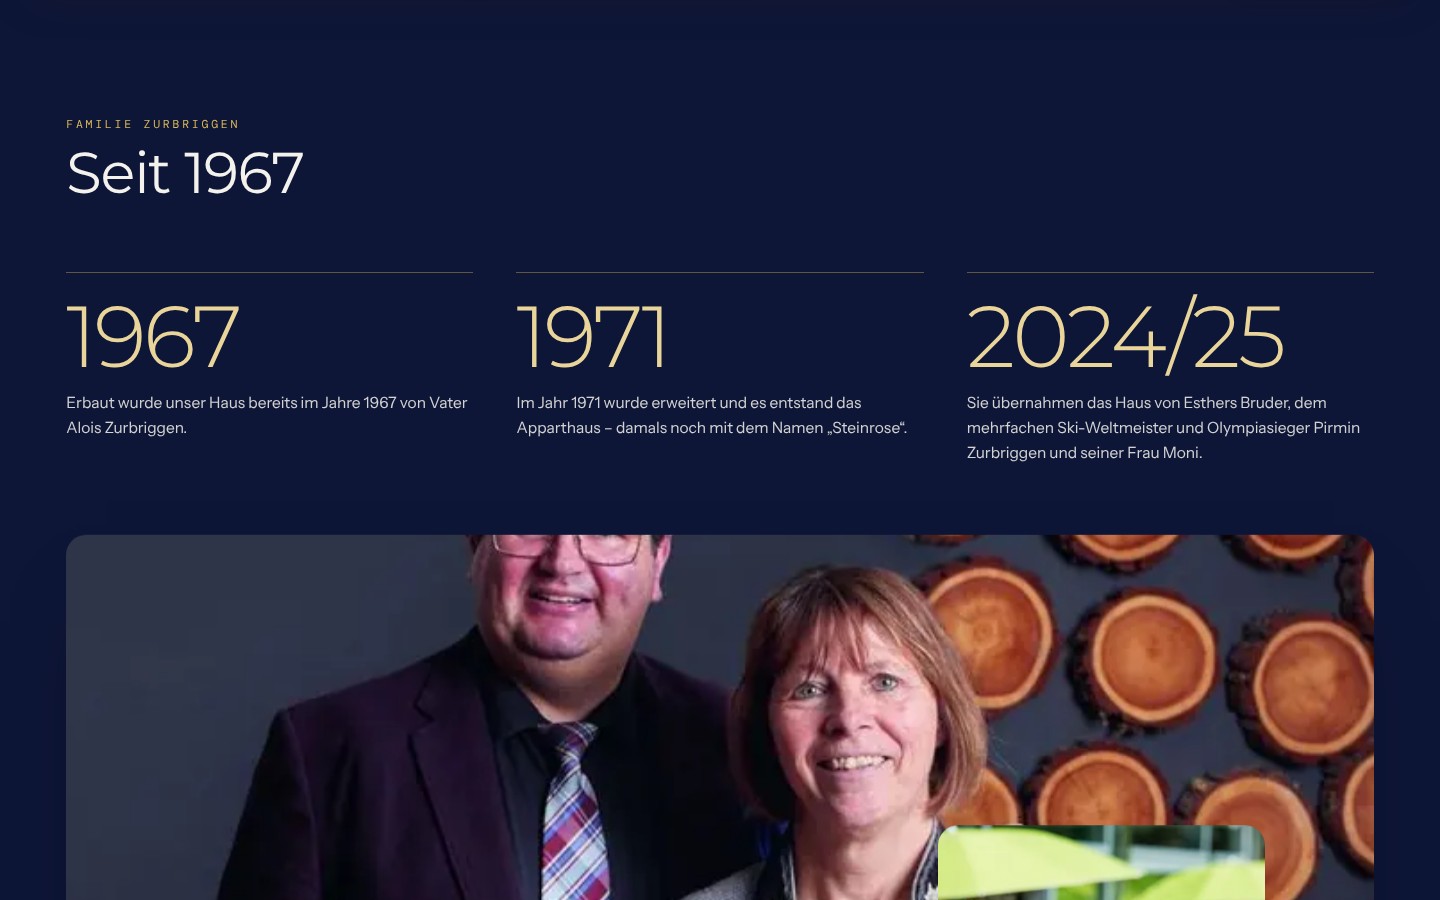 FAMILIE ZURBRIGGEN
Seit 1967
1967
Erbaut wurde unser Haus bereits im Jahre 1967 von Vater
Alois Zurbriggen.
1971
Im Jahr 1971 wurde erweitert und es entstand das
Apparthaus – damals noch mit dem Namen „Steinrose“.
2024/25
Sie übernahmen das Haus von Esthers Bruder, dem
mehrfachen Ski-Weltmeister und Olympiasieger Pirmin
Zurbriggen und seiner Frau Moni.